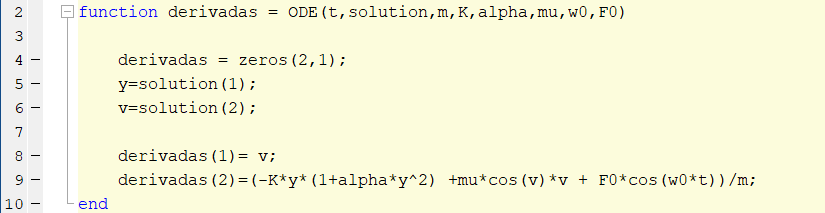 2 function derivadas = ODE(t,solution,m,K,alpha,mu,w0,F0)
3
4 derivadas = zeros(2,1);
5 y=solution(1);
6 v=solution(2);
7
8 derivadas(1)= v;
9 derivadas(2)=(-K*y*(1+alpha*y^2) +mu*cos(v)*v + F0*cos(w0*t))/m;
10 end